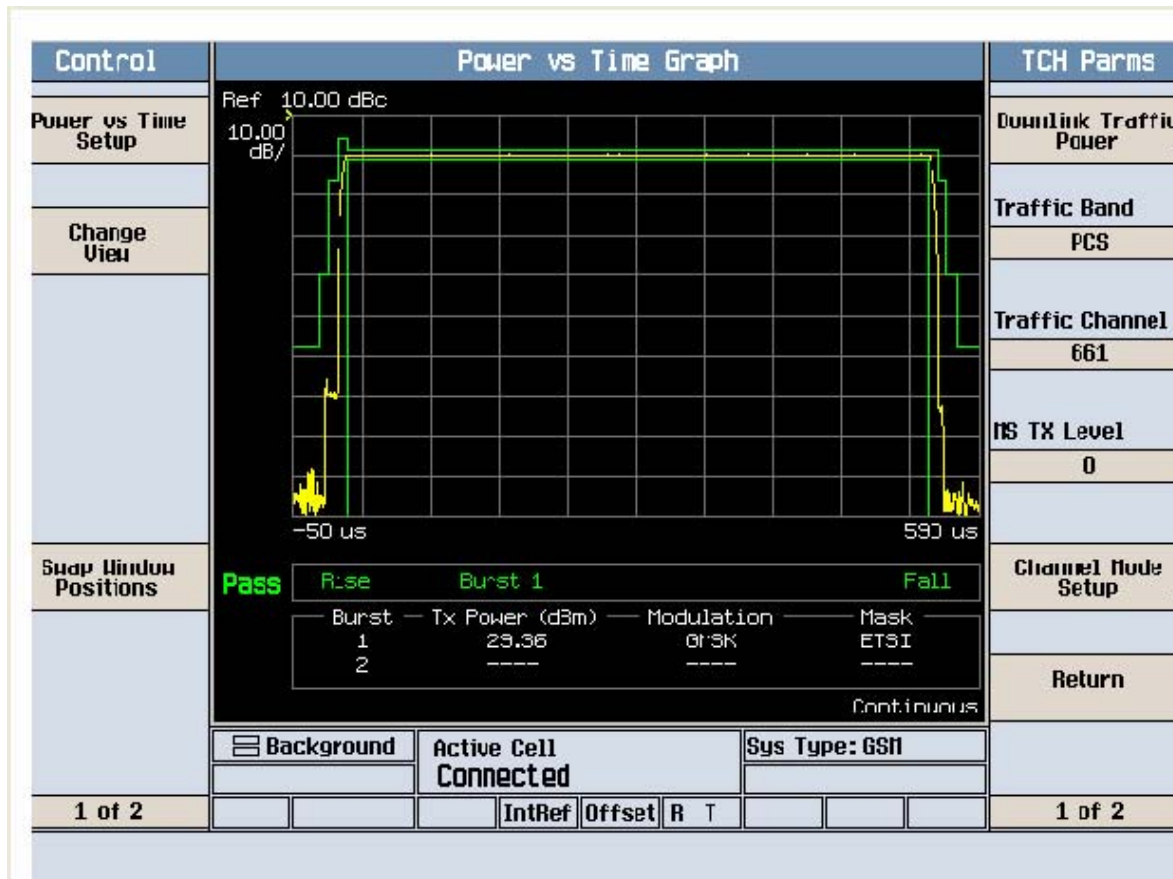 Control
Power vs Time Graph
TCH Parms
Power vs Time
Setup
Change
View
Swap Window
Positions
1 of 2
Ref 10.00 dBc
10.00
dB/
-50 us
590 us
Pass
Rise
Burst 1
Fall
Burst
Tx Power (dBm)
Modulation
Mask
1
29.36
GMSK
ETSI
2
----
----
----
Continuous
Background
Active Cell
Connected
Sys Type: GSM
IntRef
Offset
R T
Downlink Traffic
Power
Traffic Band
PCS
Traffic Channel
661
MS TX Level
0
Channel Mode
Setup
Return
1 of 2